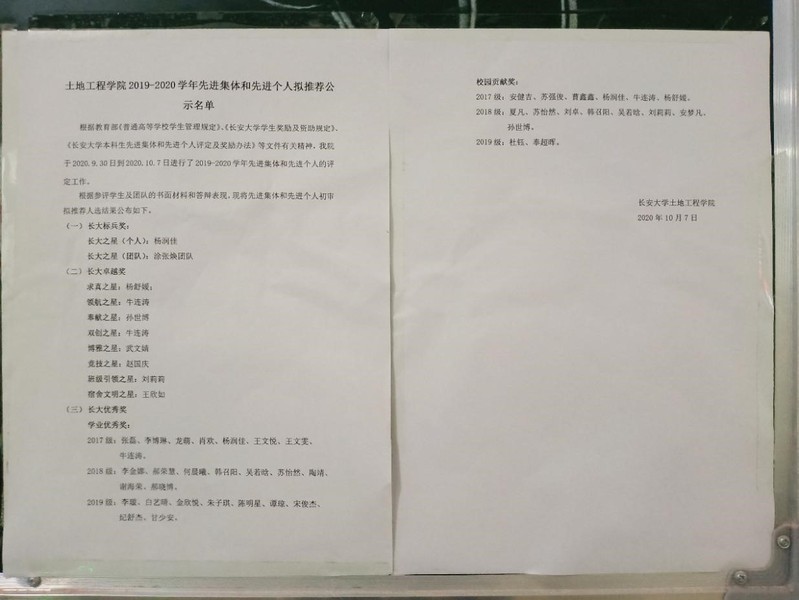 土地工程学院2019-2020学年先进集体和先进个人拟推荐公
示名单
根据教育部《普通高等学校学生管理规定》、《长安大学学生奖励及资助规定》、
《长安大学本科生先进集体和先进个人评定及奖励办法》等文件有关精神，我院
于2020.9.30日到2020.10.7日进行了2019-2020学年先进集体和先进个人的评
定工作。
根据参评学生及团队的书面材料和答辩表现，现将先进集体和先进个人初审
拟推荐人选结果公布如下。
（一）长大标兵奖：
长大之星（个人）：杨润佳
长大之星（团队）：涂张焕团队
（二）长大卓越奖
求真之星：杨舒媛；
领航之星：牛连涛
奉献之星：孙世博
双创之星：牛连涛
博雅之星：武文婧
竞技之星：赵国庆
班级引领之星：刘莉莉
宿舍文明之星：王欣如
（三）长大优秀奖
学业优秀奖：
2017级：张磊、李博琳、龙萌、肖欢、杨润佳、王文悦、王文雯、
牛连涛。
2018级：李金娜、郝荣慧、何晨曦、韩召阳、吴若晗、苏怡然、陶靖、
谢海荣、郝晓博。
2019级：李瑶、白艺晴、金欣悦、朱子琪、陈明星、谭琼、宋俊杰、
纪舒杰、甘少安。
校园贡献奖：
2017级：安健吉、苏强俊、曹鑫鑫、杨润佳、牛连涛、杨舒媛。
2018级：夏凡、苏怡然、刘卓、韩召阳、吴若晗、刘莉莉、安梦凡、
孙世博。
2019级：杜钰、秦超晖。
长安大学土地工程学院
2020年10月7日